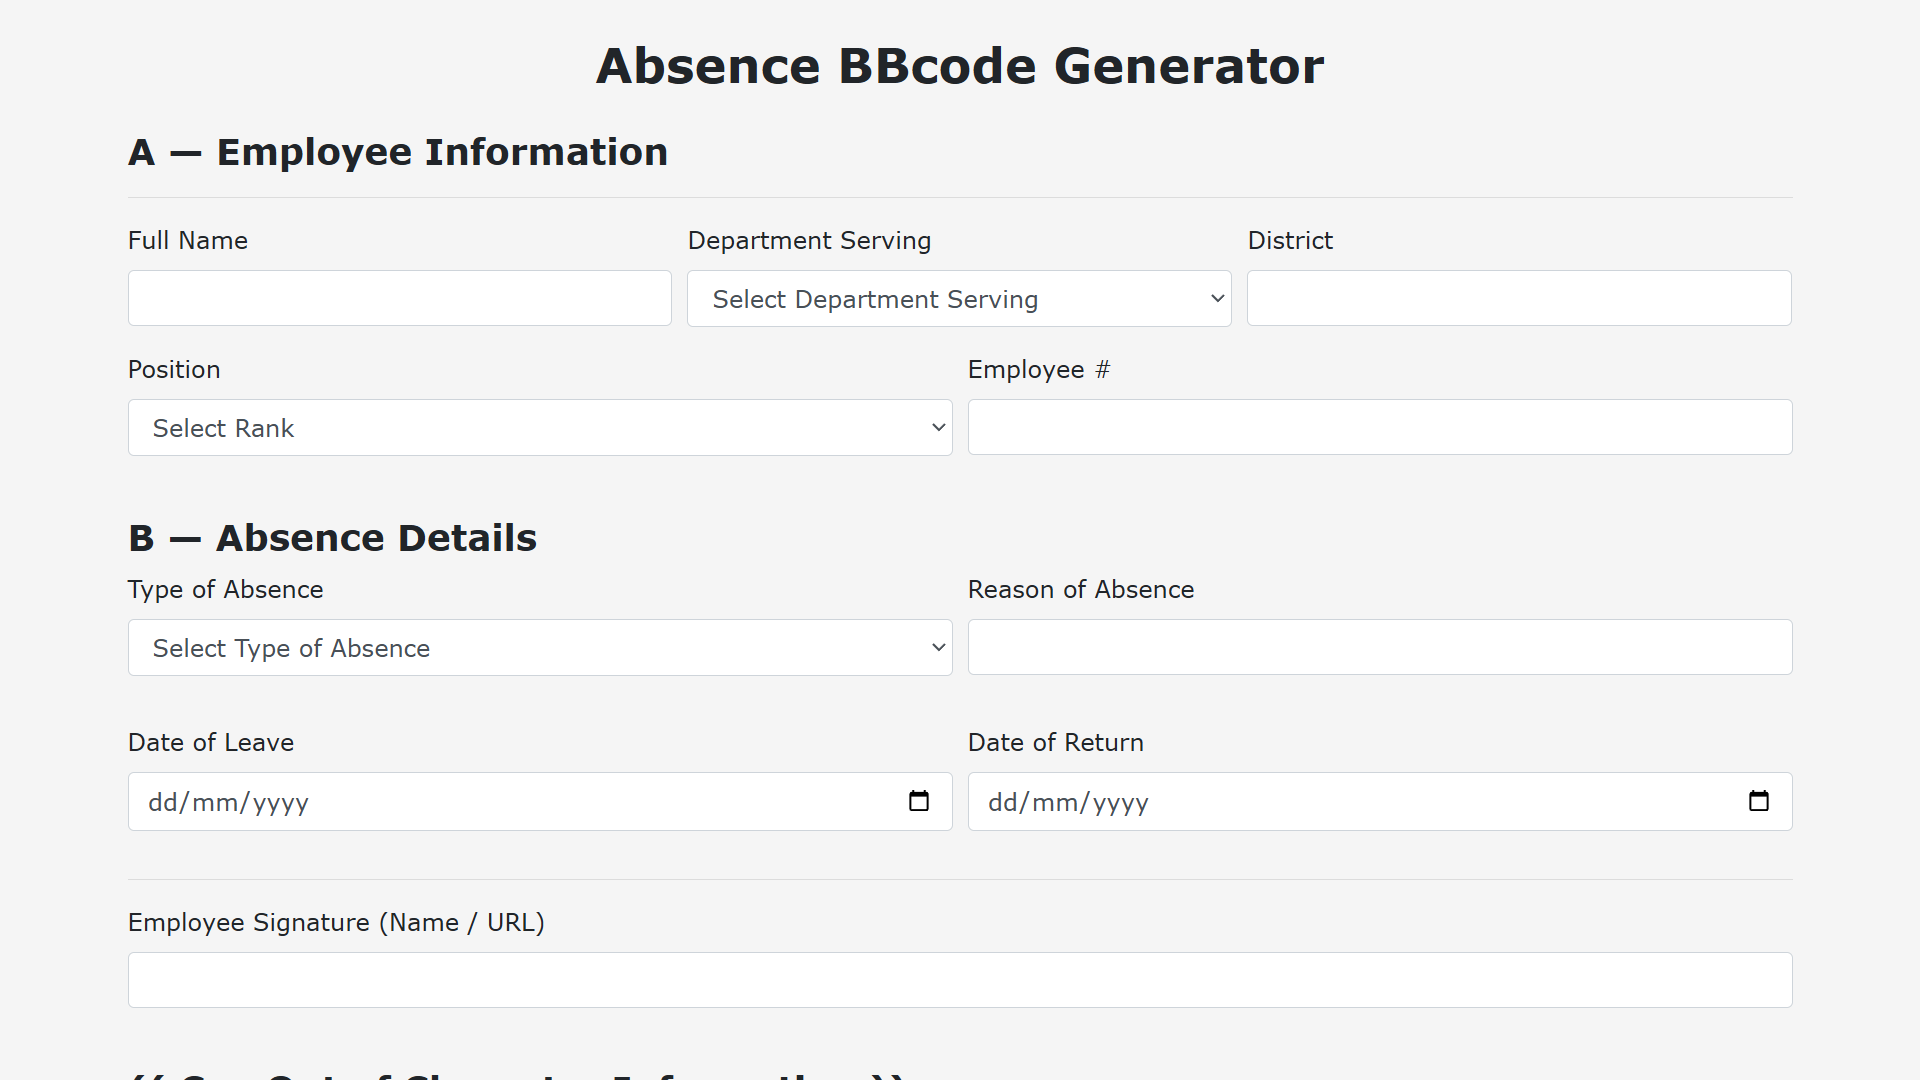 Absence BBcode Generator
A — Employee Information
Full Name
Department Serving
District
Select Department Serving
Position
Employee #
Select Rank
B — Absence Details
Type of Absence
Reason of Absence
Select Type of Absence
Date of Leave
Date of Return
dd/mm/yyyy
dd/mm/yyyy
Employee Signature (Name / URL)